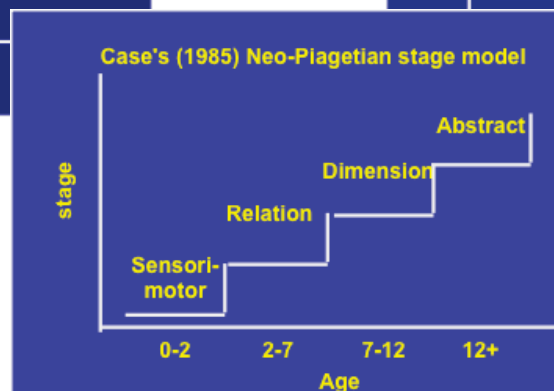 Case's (1985) Neo-Piagetian stage model
Abstract
Dimension
Relation
Sensori-
motor
stage
0-2 2-7 7-12 12+
Age